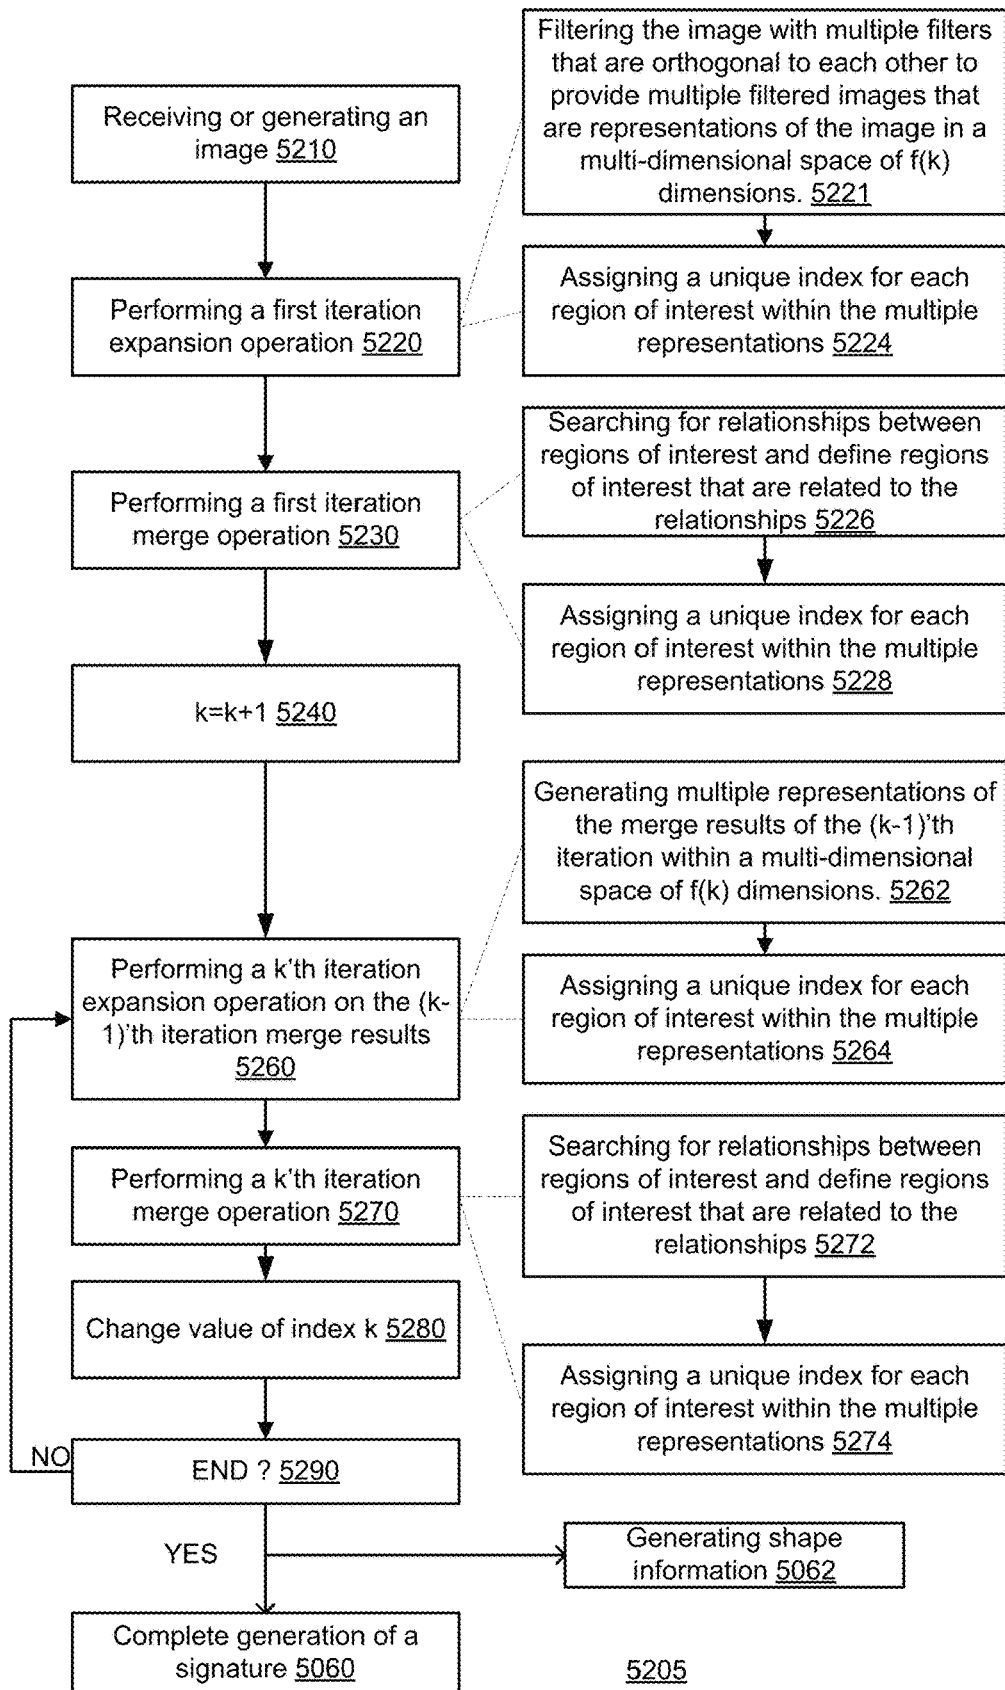 Receiving or generating an
image 5210
Filtering the image with multiple filters
that are orthogonal to each other to
provide multiple filtered images that
are representations of the image in a
multi-dimensional space of f(k)
dimensions. 5221
Performing a first iteration
expansion operation 5220
Assigning a unique index for each
region of interest within the multiple
representations 5224
Performing a first iteration
merge operation 5230
Searching for relationships between
regions of interest and define regions
of interest that are related to the
relationships 5226
Assigning a unique index for each
region of interest within the multiple
representations 5228
k=k+1 5240
Generating multiple representations of
the merge results of the (k-1)'th
iteration within a multi-dimensional
space of f(k) dimensions. 5262
Performing a k'th iteration
expansion operation on the (k-
1)'th iteration merge results
5260
Assigning a unique index for each
region of interest within the multiple
representations 5264
Performing a k'th iteration
merge operation 5270
Searching for relationships between
regions of interest and define regions
of interest that are related to the
relationships 5272
Change value of index k 5280
Assigning a unique index for each
region of interest within the multiple
representations 5274
NO
END ? 5290
YES
Generating shape
information 5062
Complete generation of a
signature 5060
5205